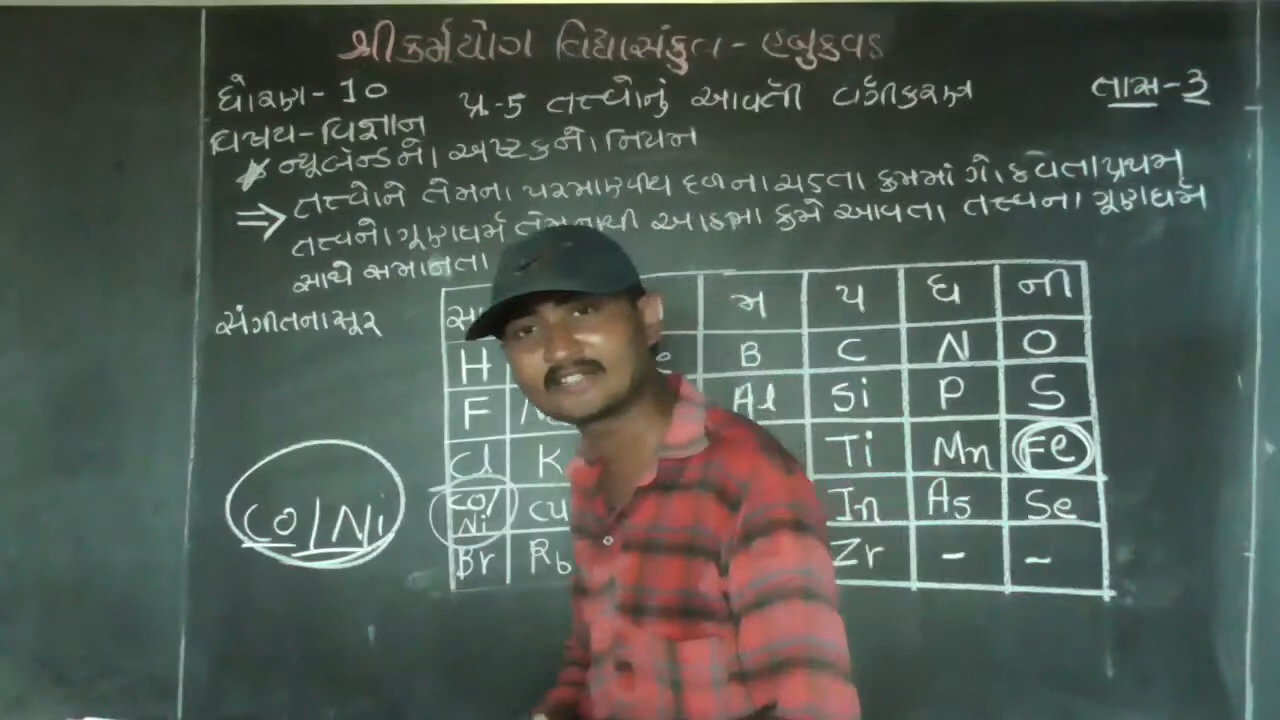 શ્રી કર્મયોગ વિદ્યાસંકુલ - હબુકવડ
ધોરણ - 10 પ્ર.-5 તત્ત્વોનું આવર્તી વર્ગીકરણ તાસ-3
વિષય - વિજ્ઞાન
ન્યૂલેન્ડનો અષ્ટકનો નિયમ
⇒ તત્ત્વોને તેમના પરમાણ્વીય દળના ચડતા ક્રમમાં ગોઠવતા પ્રથમ
તત્ત્વનો ગુણધર્મ આઠમા ક્રમે આવતા તત્ત્વના ગુણધર્મ
સાથે સમાનતા
સંગીતના સૂર મ પ ધ ની
H B C N O
F Al Si P S
Cl K Ti Mn Fe
Co/Ni Cu In As Se
Br Rb Zr - -
Co/Ni